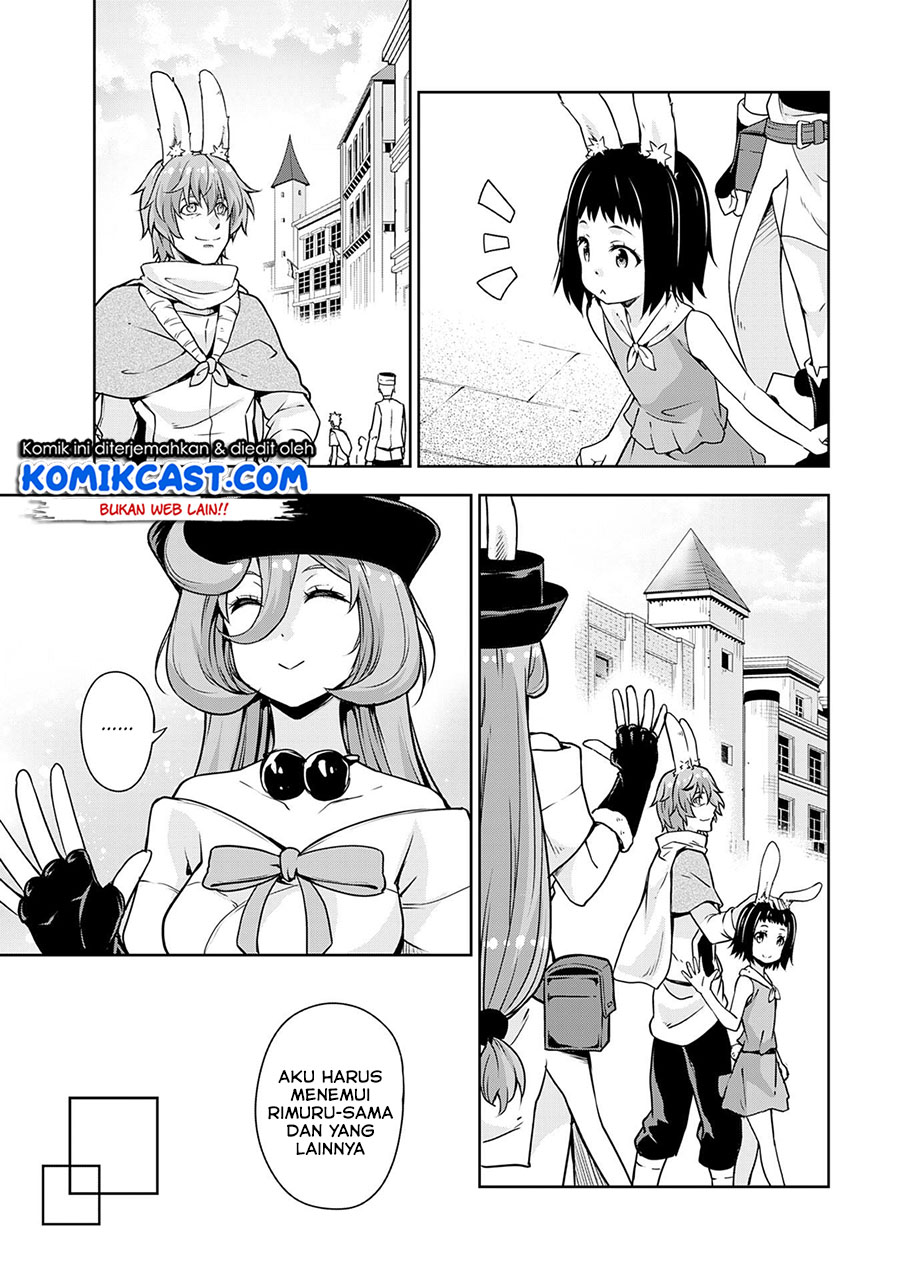 Komik ini diterjemahkan & diedit oleh
KOMIKCAST.COM
BUKAN WEB LAIN!!
......
AKU HARUS
MENEMUI
RIMURU-SAMA
DAN YANG
LAINNYA